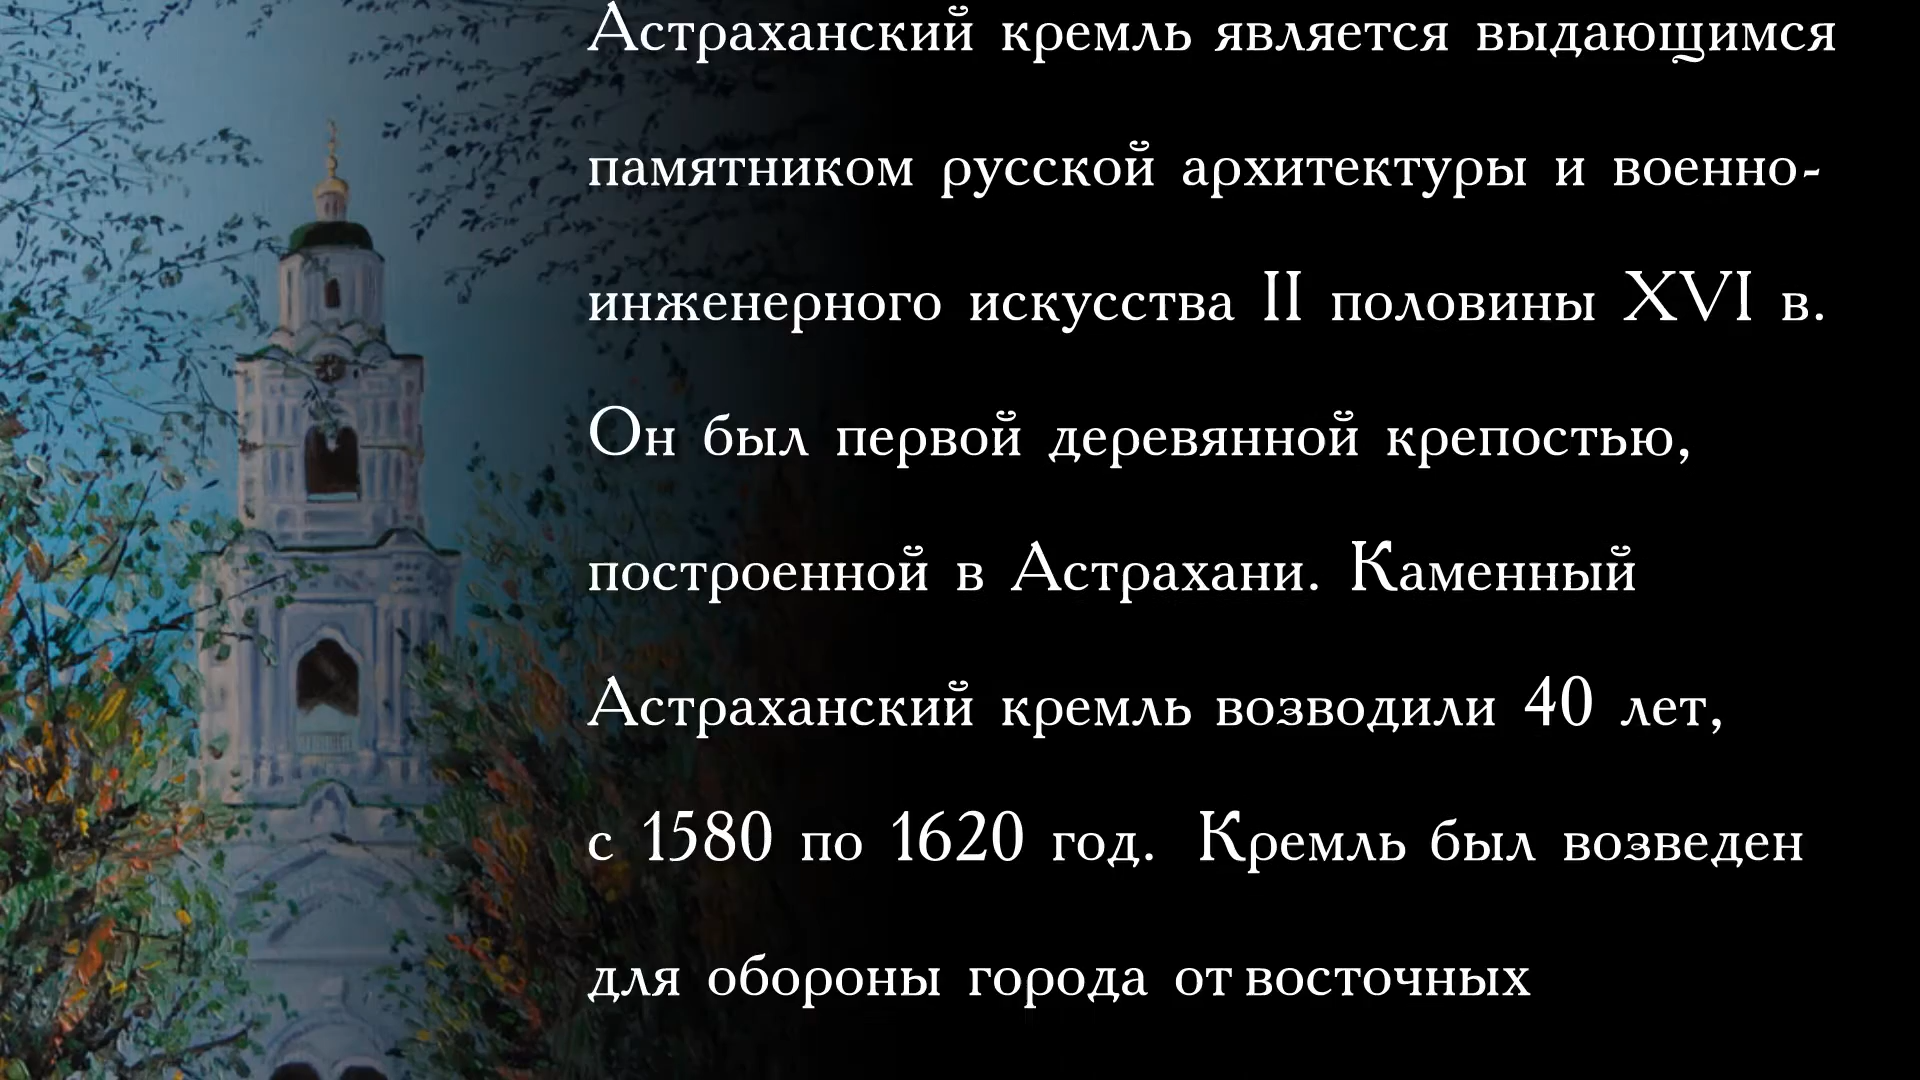 Астраханский кремль является выдающимся
памятником русской архитектуры и военно-
инженерного искусства II половины XVI в.
Он был первой деревянной крепостью,
построенной в Астрахани. Каменный
Астраханский кремль возводили 40 лет,
с 1580 по 1620 год. Кремль был возведен
для обороны города от восточных